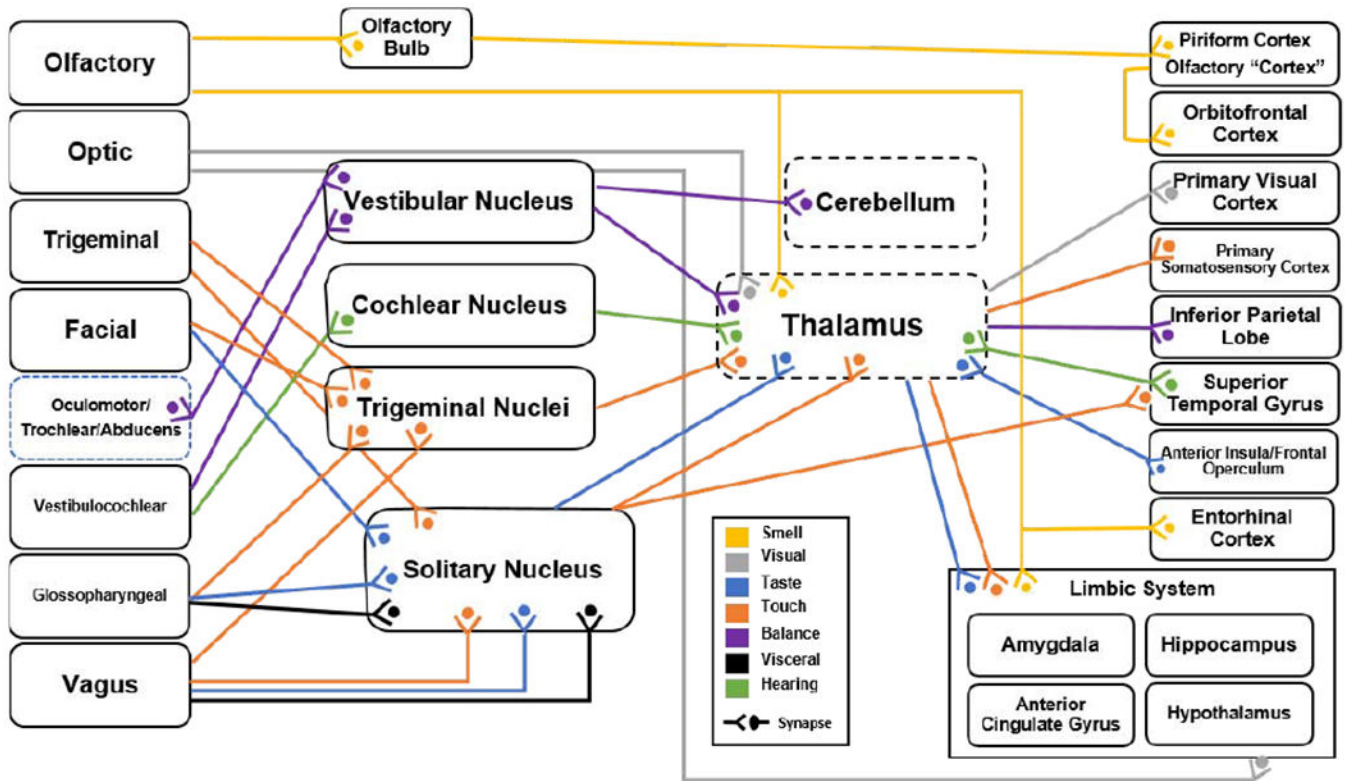 Olfactory
Optic
Trigeminal
Facial
Oculomotor/
Trochlear/Abducens
Vestibulocochlear
Glossopharyngeal
Vagus
Olfactory
Bulb
Vestibular Nucleus
Cochlear Nucleus
Trigeminal Nuclei
Solitary Nucleus
Cerebellum
Thalamus
Smell
Visual
Taste
Touch
Balance
Visceral
Hearing
Synapse
Piriform Cortex
Olfactory “Cortex”
Orbitofrontal
Cortex
Primary Visual
Cortex
Primary
Somatosensory Cortex
Inferior Parietal
Lobe
Superior
Temporal Gyrus
Anterior Insula/Frontal
Operculum
Entorhinal
Cortex
Limbic System
Amygdala
Hippocampus
Anterior
Cingulate Gyrus
Hypothalamus